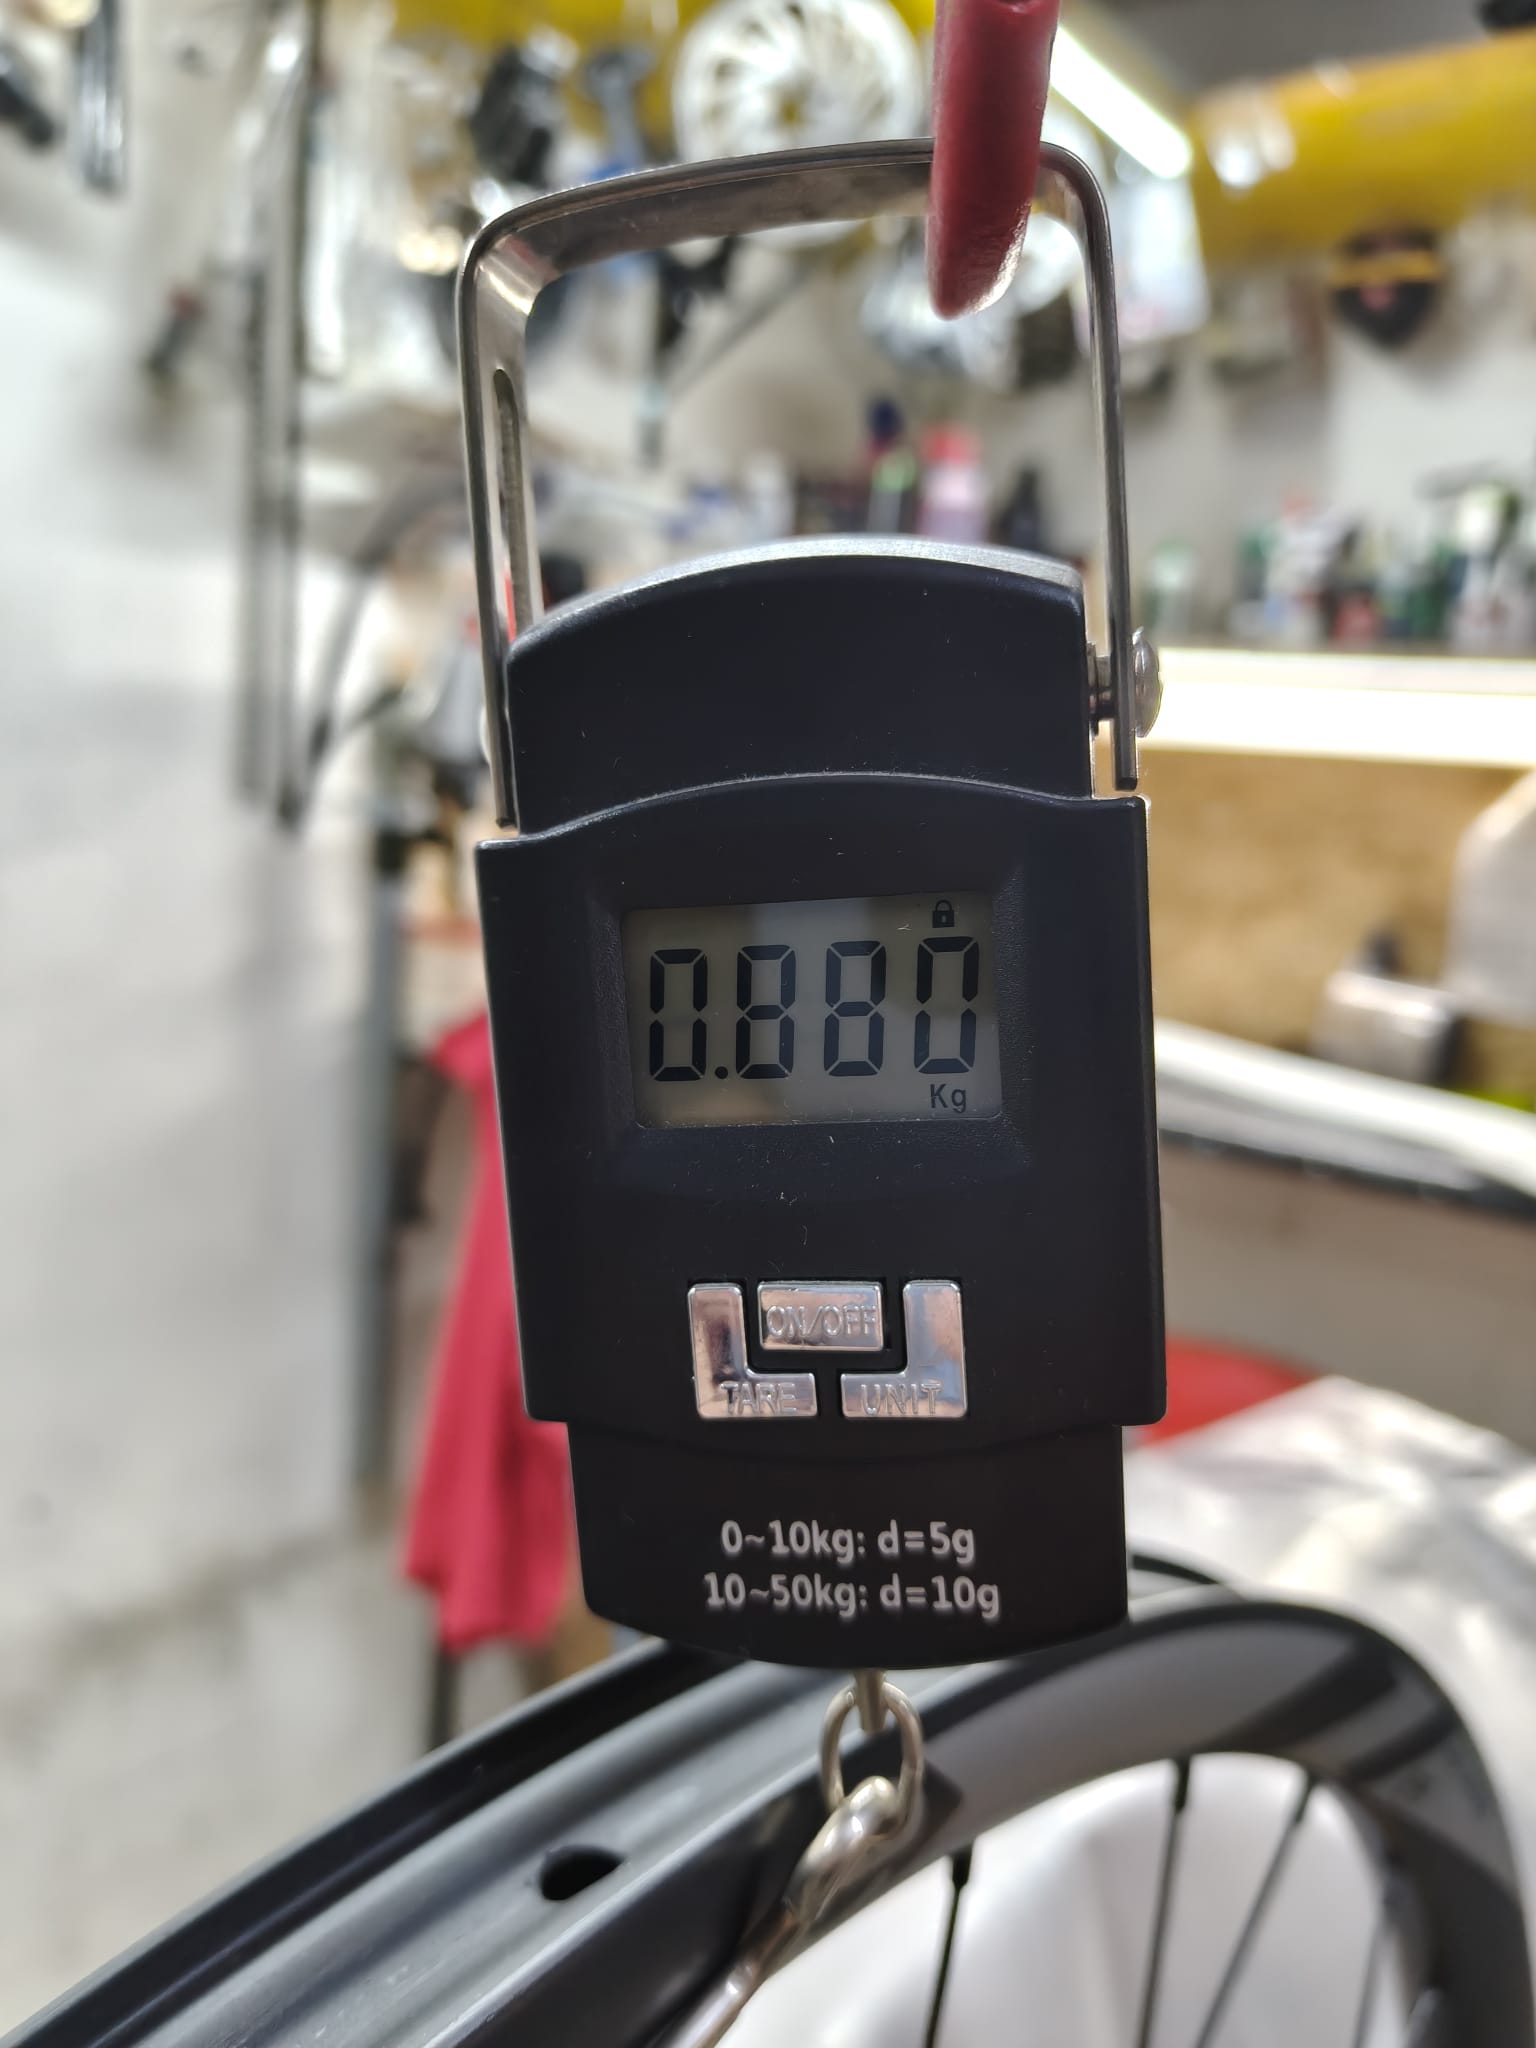 0.880
Kg
ON/OFF
TARE UNIT
0~10kg: d=5g
10~50kg: d=10g